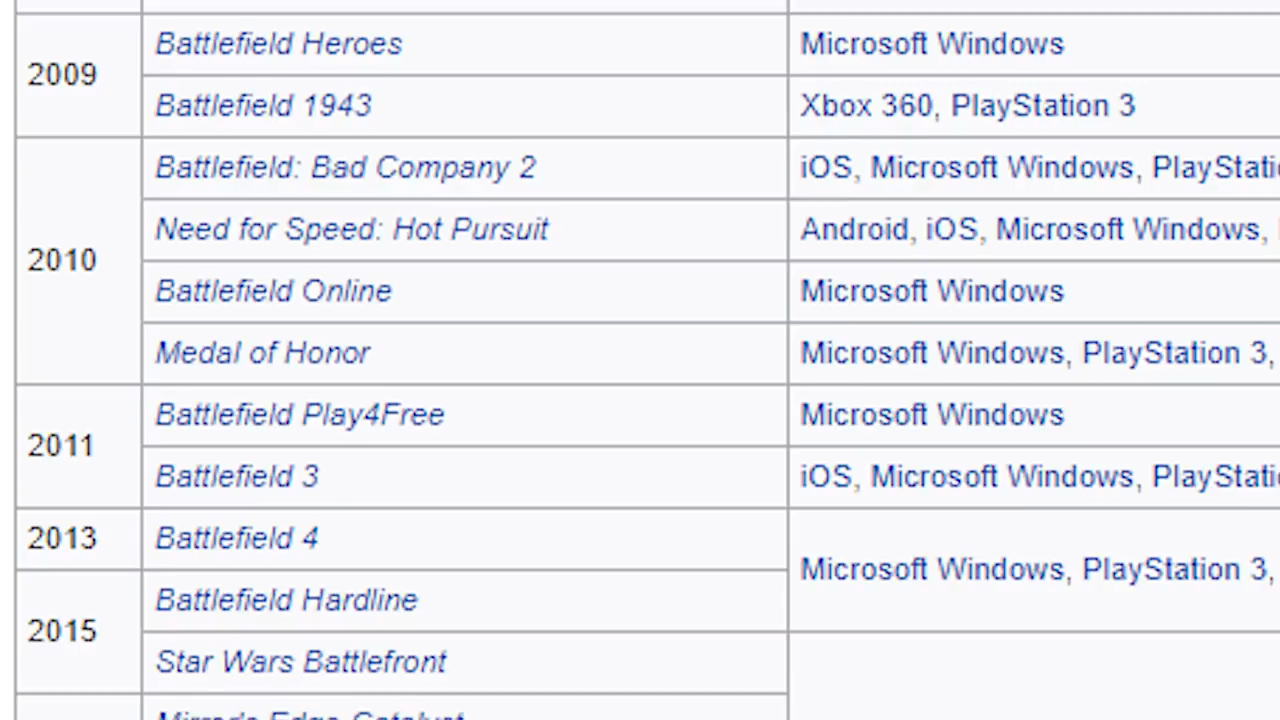 2009
Battlefield Heroes
Microsoft Windows
Battlefield 1943
Xbox 360, PlayStation 3
2010
Battlefield: Bad Company 2
iOS, Microsoft Windows,
Need for Speed: Hot Pursuit
Android, iOS, Microsoft Windows,
Battlefield Online
Microsoft Windows
Medal of Honor
Microsoft Windows, PlayStation 3,
2011
Battlefield Play4Free
Microsoft Windows
Battlefield 3
iOS, Microsoft Windows,
2013
Battlefield 4
Microsoft Windows, PlayStation 3,
2015
Battlefield Hardline
Star Wars Battlefront